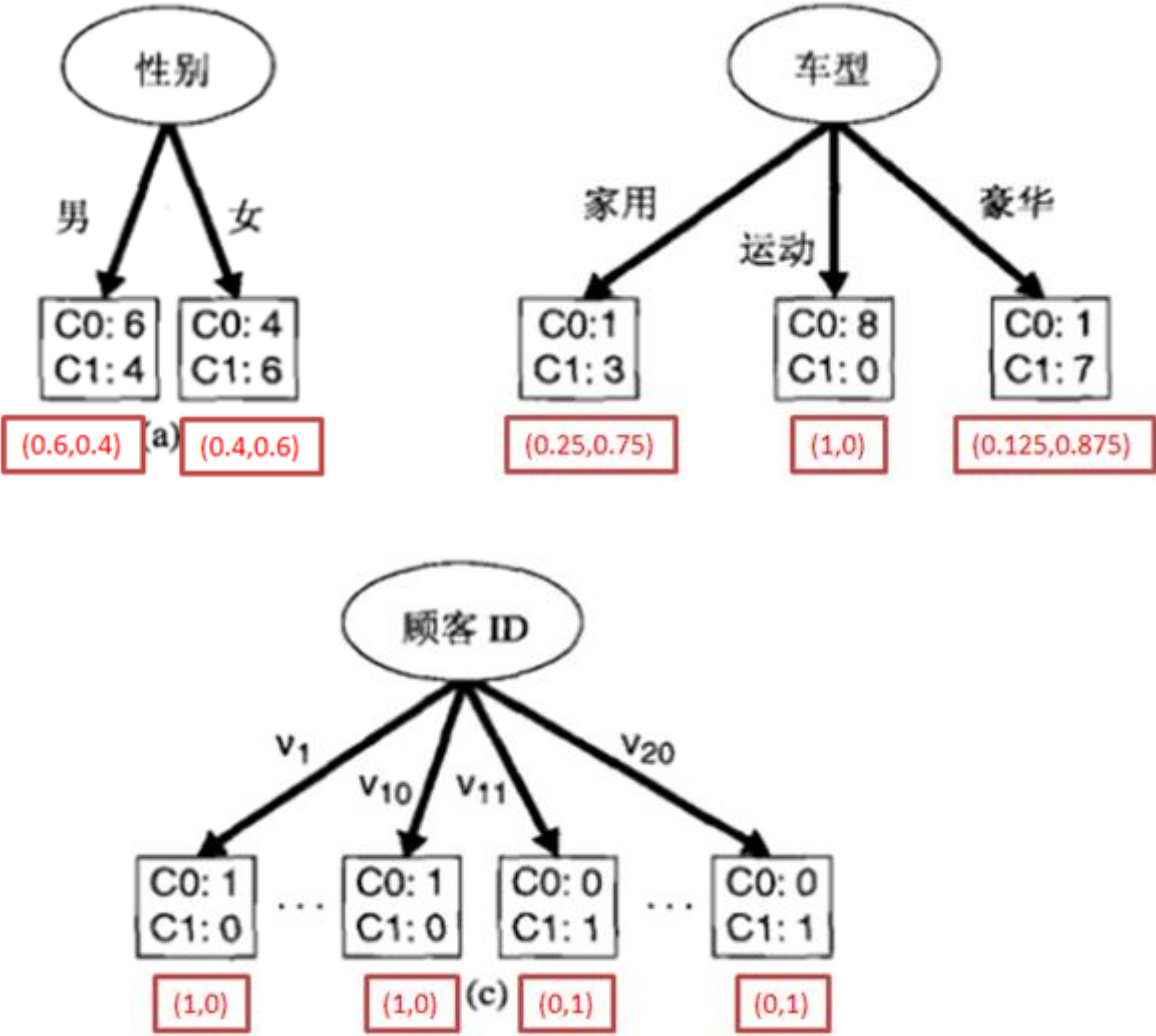 性别
男
女
C0: 6
C1: 4
C0: 4
C1: 6
(0.6,0.4)
(a)
(0.4,0.6)
车型
家用
运动
豪华
C0:1
C1: 3
C0: 8
C1: 0
C0: 1
C1: 7
(0.25,0.75)
(1,0)
(0.125,0.875)
顾客 ID
v1
v10
v11
v20
C0: 1
C1: 0
...
C0: 1
C1: 0
C0: 0
C1: 1
...
C0: 0
C1: 1
(1,0)
(1,0)
(c)
(0,1)
(0,1)